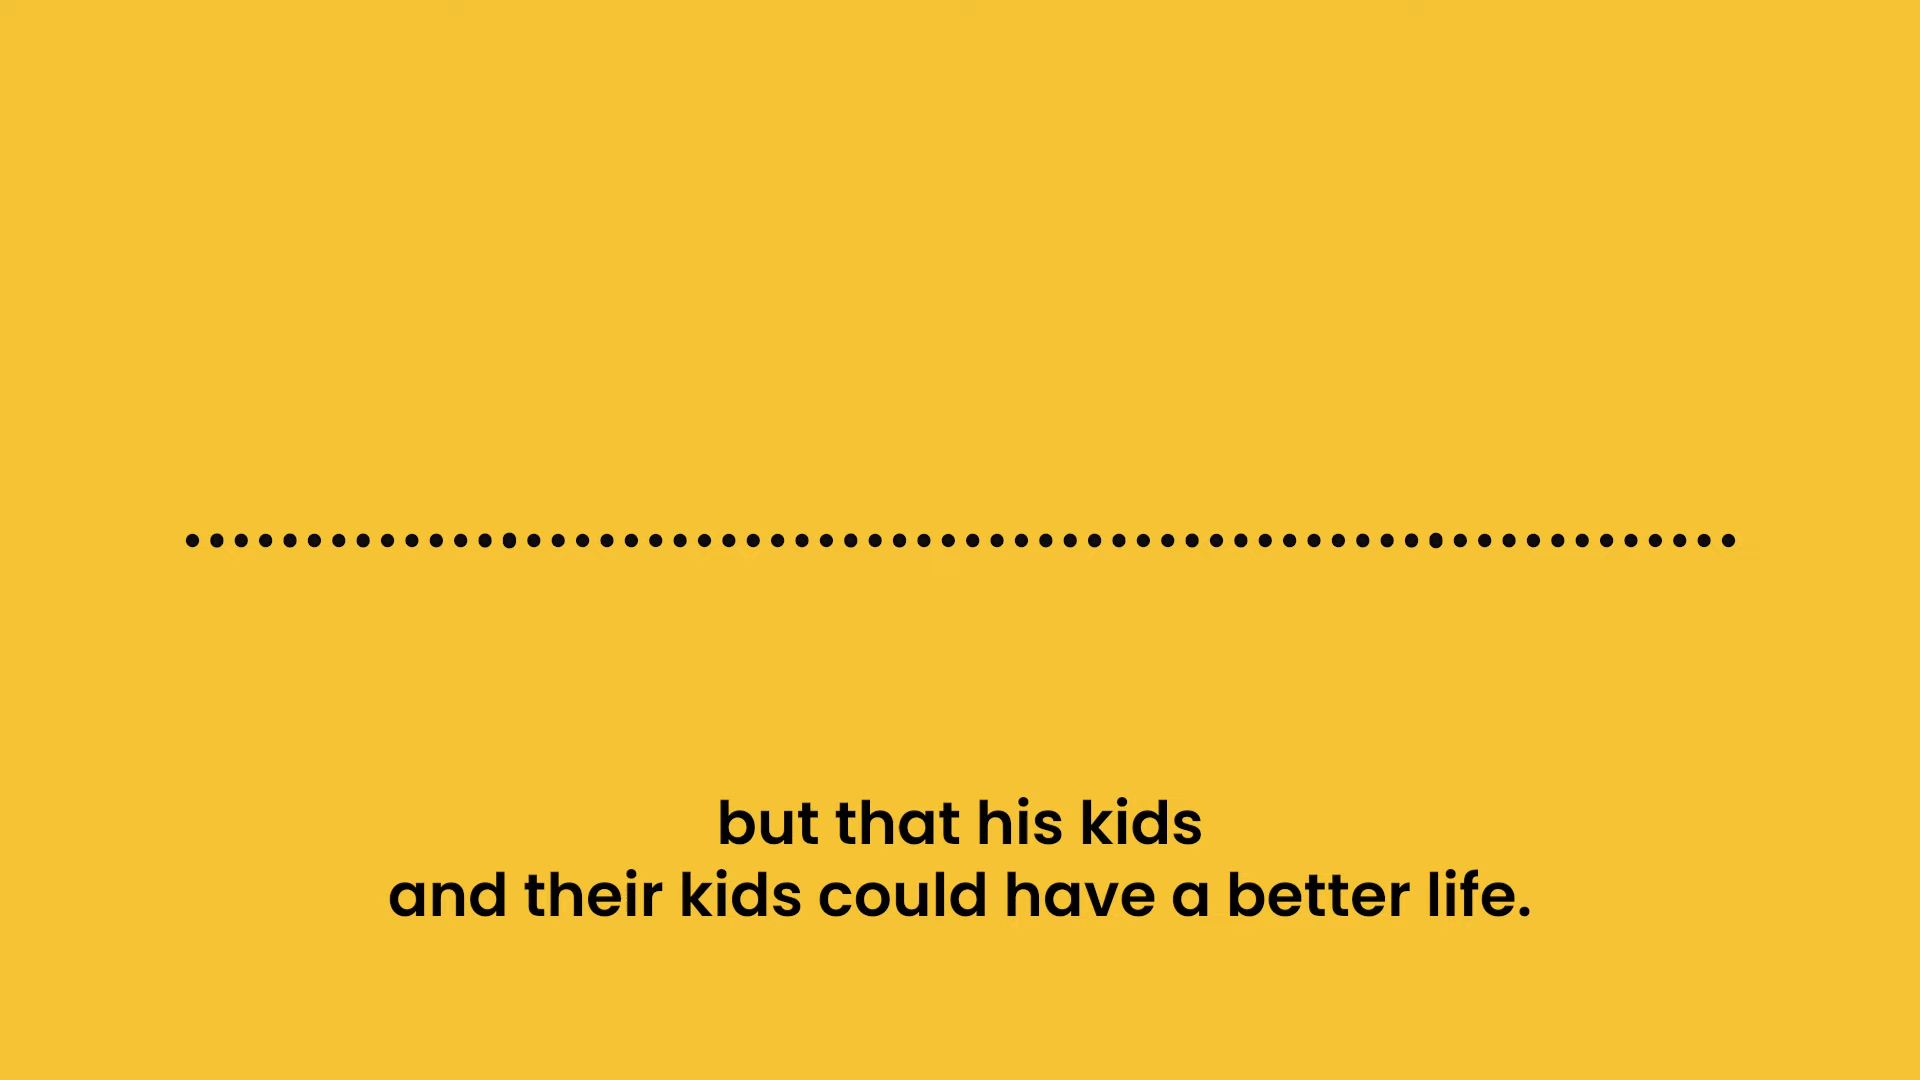 but that his kids
and their kids could have a better life.